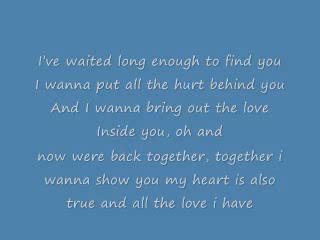 I've waited long enough to find you
I wanna put all the hurt behind you
And I wanna bring out the love
Inside you, oh and
now were back together, together i
wanna show you my heart is also
true and all the love i have